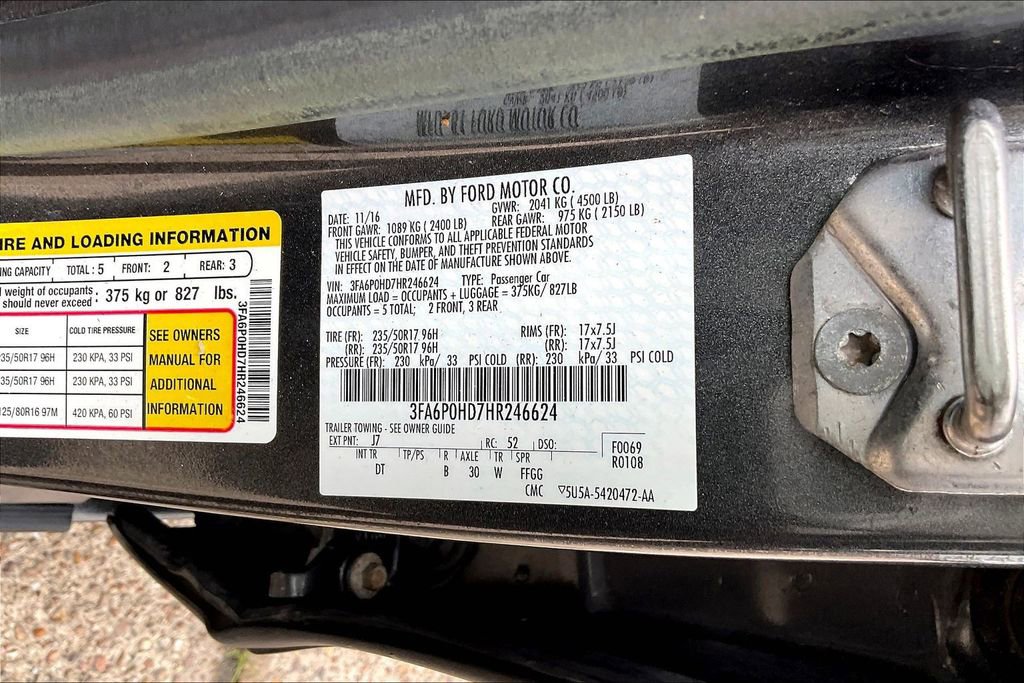 IRE AND LOADING INFORMATION
NG CAPACITY TOTAL : 5 FRONT: 2 REAR: 3
weight of occupants
should never exceed : 375 kg or 827 lbs.
SIZE COLD TIRE PRESSURE
35/50R17 96H 230 KPA, 33 PSI
35/50R17 96H 230 KPA, 33 PSI
125/80R16 97M 420 KPA, 60 PSI
SEE OWNERS
MANUAL FOR
ADDITIONAL
INFORMATION
3FA6P0HD7HR246624
MFD. BY FORD MOTOR CO.
DATE: 11/16 GVWR: 2041 KG ( 4500 LB)
FRONT GAWR: 1089 KG ( 2400 LB) REAR GAWR: 975 KG ( 2150 LB)
THIS VEHICLE CONFORMS TO ALL APPLICABLE FEDERAL MOTOR
VEHICLE SAFETY, BUMPER, AND THEFT PREVENTION STANDARDS
IN EFFECT ON THE DATE OF MANUFACTURE SHOWN ABOVE.
VIN: 3FA6P0HD7HR246624 TYPE: Passenger Car
MAXIMUM LOAD = OCCUPANTS + LUGGAGE = 375KG/ 827LB
OCCUPANTS = 5 TOTAL; 2 FRONT, 3 REAR
TIRE (FR): 235/50R17 96H RIMS (FR): 17x7.5J
(RR): 235/50R17 96H (RR): 17x7.5J
PRESSURE (FR): 230 kPa/ 33 PSI COLD (RR): 230 kPa/ 33 PSI COLD
3FA6P0HD7HR246624
TRAILER TOWING - SEE OWNER GUIDE
EXT PNT: J7 RC: 52 DSO:
INT TR TP/PS R AXLE TR SPR
DT B 30 W FFGG
F0069
R0108
CMC ▽5U5A-5420472-AA